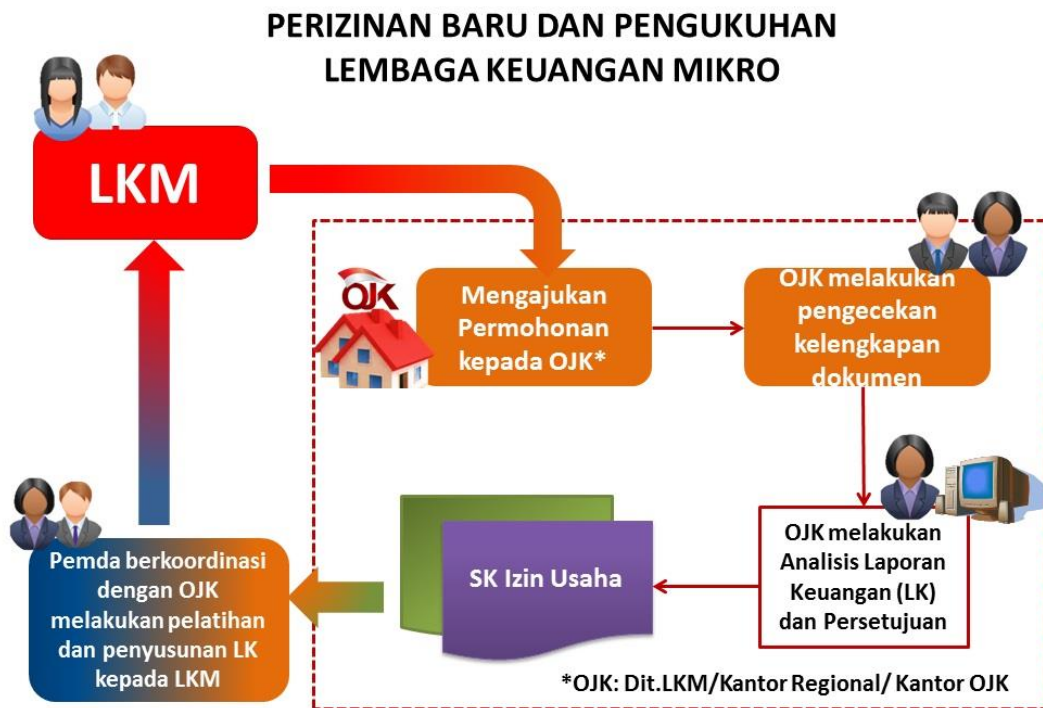 PERIZINAN BARU DAN PENGUKUHAN
LEMBAGA KEUANGAN MIKRO
LKM
OJK
Mengajukan
Permohonan
kepada OJK*
OJK melakukan
pengecekan
kelengkapan
dokumen
OJK melakukan
Analisis Laporan
Keuangan (LK)
dan Persetujuan
SK Izin Usaha
Pemda berkoordinasi
dengan OJK
melakukan pelatihan
dan penyusunan LK
kepada LKM
*OJK: Dit.LKM/Kantor Regional/ Kantor OJK